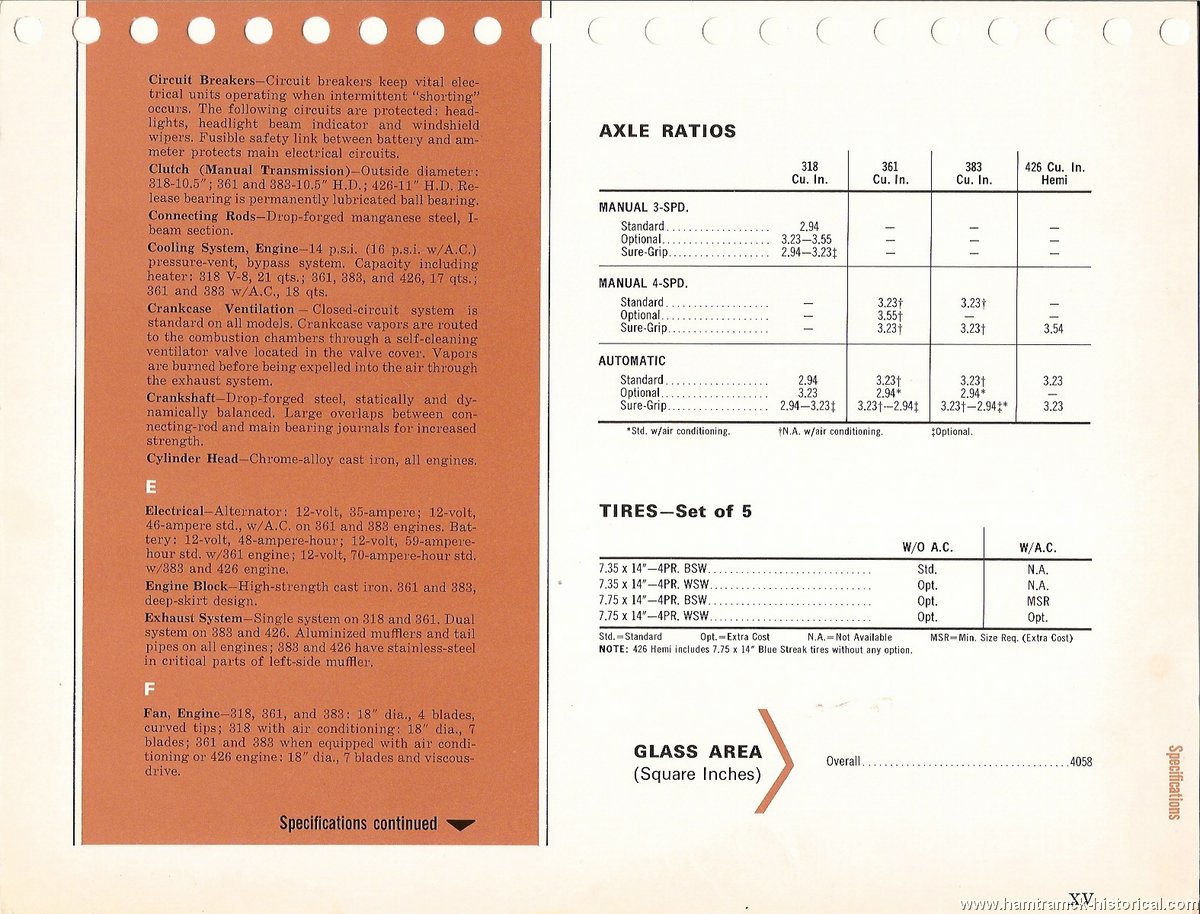 Circuit Breakers—Circuit breakers keep vital elec-
trical units operating when intermittent “shorting”
occurs. The following circuits are protected: head-
lights, headlight beam indicator and windshield
wipers. Fusible safety link between battery and am-
meter protects main electrical circuits.
Clutch (Manual Transmission)—Outside diameter:
318-10.5″; 361 and 383-10.5″ H.D.; 426-11″ H.D. Re-
lease bearing is permanently lubricated ball bearing.
Connecting Rods—Drop-forged manganese steel, I-
beam section.
Cooling System, Engine—14 p.s.i. (16 p.s.i. w/A.C.)
pressure-vent, bypass system. Capacity including
heater: 318 V-8, 21 qts.; 361, 383, and 426, 17 qts.;
361 and 383 w/A.C., 18 qts.
Crankcase Ventilation — Closed-circuit system is
standard on all models. Crankcase vapors are routed
to the combustion chambers through a self-cleaning
ventilator valve located in the valve cover. Vapors
are burned before being expelled into the air through
the exhaust system.
Crankshaft—Drop-forged steel, statically and dy-
namically balanced. Large overlaps between con-
necting-rod and main bearing journals for increased
strength.
Cylinder Head—Chrome-alloy cast iron, all engines.
E
Electrical—Alternator: 12-volt, 35-ampere; 12-volt,
46-ampere std., w/A.C. on 361 and 383 engines. Bat-
tery: 12-volt, 48-ampere-hour; 12-volt, 59-ampere-
hour std. w/361 engine; 12-volt, 70-ampere-hour std.
w/383 and 426 engine.
Engine Block—High-strength cast iron. 361 and 383,
deep-skirt design.
Exhaust System—Single system on 318 and 361. Dual
system on 383 and 426. Aluminized mufflers and tail
pipes on all engines; 383 and 426 have stainless-steel
in critical parts of left-side muffler.
F
Fan, Engine—318, 361, and 383: 18″ dia., 4 blades,
curved tips; 318 with air conditioning: 18″ dia., 7
blades; 361 and 383 when equipped with air condi-
tioning or 426 engine: 18″ dia., 7 blades and viscous-
drive.
Specifications continued
AXLE RATIOS
318 Cu. In. 361 Cu. In. 383 Cu. In. 426 Cu. In. Hemi
MANUAL 3-SPD.
Standard................... 2.94 — — —
Optional................... 3.23—3.55 — — —
Sure-Grip................... 2.94—3.23‡ — — —
MANUAL 4-SPD.
Standard................... — 3.23† 3.23† —
Optional................... — 3.55† — —
Sure-Grip................... — 3.23† 3.23† 3.54
AUTOMATIC
Standard................... 2.94 3.23† 3.23† 3.23
Optional................... 3.23 2.94* 2.94* —
Sure-Grip................... 2.94—3.23‡ 3.23†—2.94‡ 3.23†—2.94‡* 3.23
*Std. w/air conditioning. †N.A. w/air conditioning. ‡Optional.
TIRES—Set of 5
W/O A.C. W/A.C.
7.35 x 14″—4PR. BSW.............................. Std. N.A.
7.35 x 14″—4PR. WSW.............................. Opt. N.A.
7.75 x 14″—4PR. BSW.............................. Opt. MSR
7.75 x 14″—4PR. WSW.............................. Opt. Opt.
Std.=Standard Opt.=Extra Cost N.A.=Not Available MSR=Min. Size Req. (Extra Cost)
NOTE: 426 Hemi includes 7.75 x 14″ Blue Streak tires without any option.
GLASS AREA
(Square Inches)
Overall......................................4058
Specifications
XV
www.hamtramck-historical.com